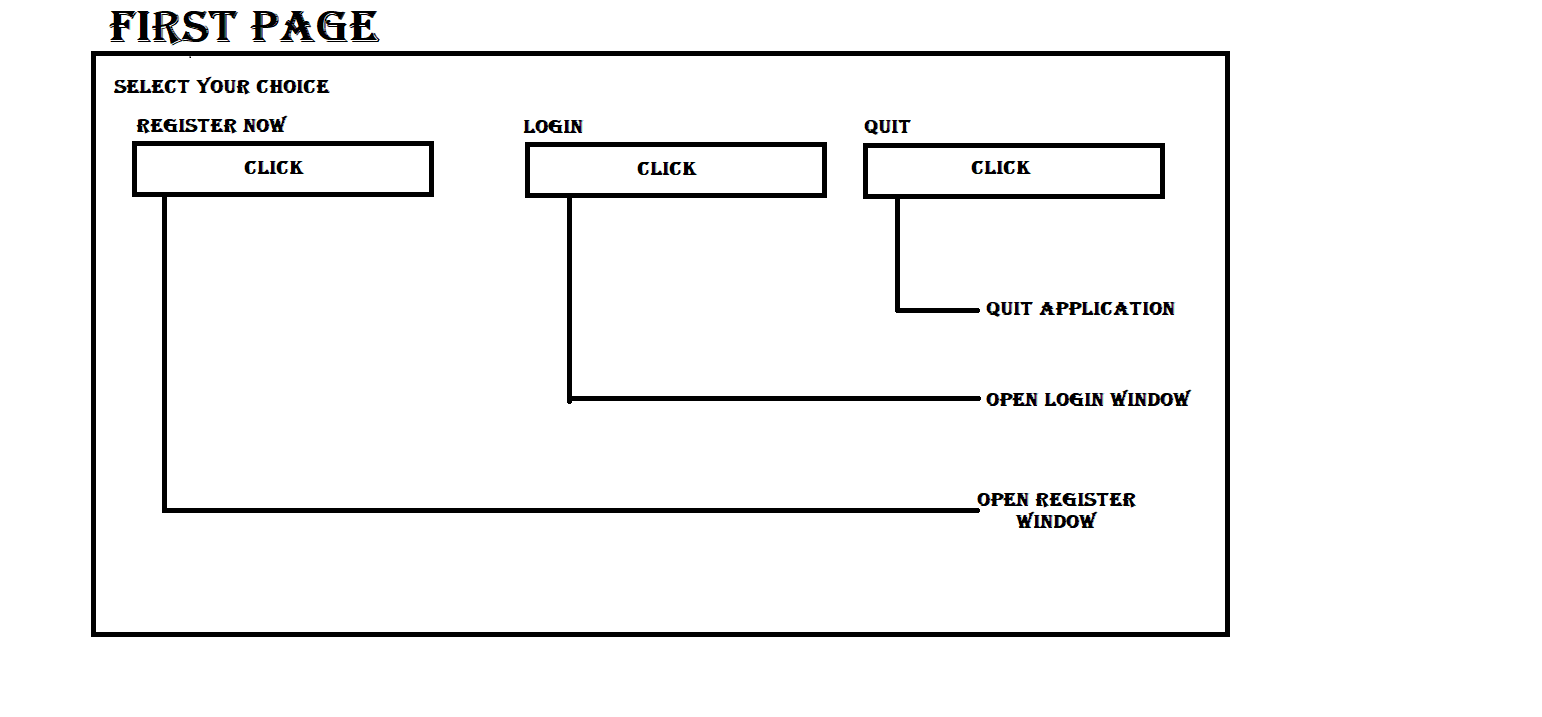 FIRST PAGE
SELECT YOUR CHOICE
REGISTER NOW
CLICK
LOGIN
CLICK
QUIT
CLICK
QUIT APPLICATION
OPEN LOGIN WINDOW
OPEN REGISTER
WINDOW